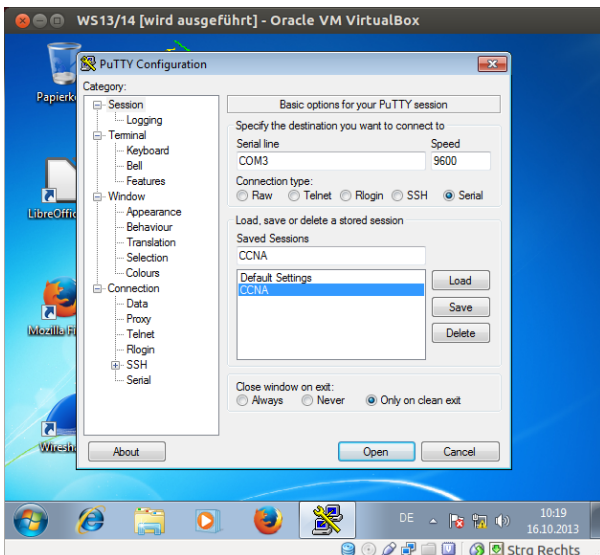 WS13/14 [wird ausgeführt] - Oracle VM VirtualBox
PuTTY Configuration
Category:
Session
Logging
Terminal
Keyboard
Bell
Features
Window
Appearance
Behaviour
Translation
Selection
Colours
Connection
Data
Proxy
Telnet
Rlogin
SSH
Serial
Basic options for your PuTTY session
Specify the destination you want to connect to
Serial line Speed
COM3 9600
Connection type:
Raw Telnet Rlogin SSH Serial
Load, save or delete a stored session
Saved Sessions
CCNA
Default Settings
CCNA
Load
Save
Delete
Close window on exit:
Always Never Only on clean exit
About Open Cancel
Papierk
LibreOffic
Mozilla Fi
Wiresh
DE
10:19
16.10.2013
Strg Rechts